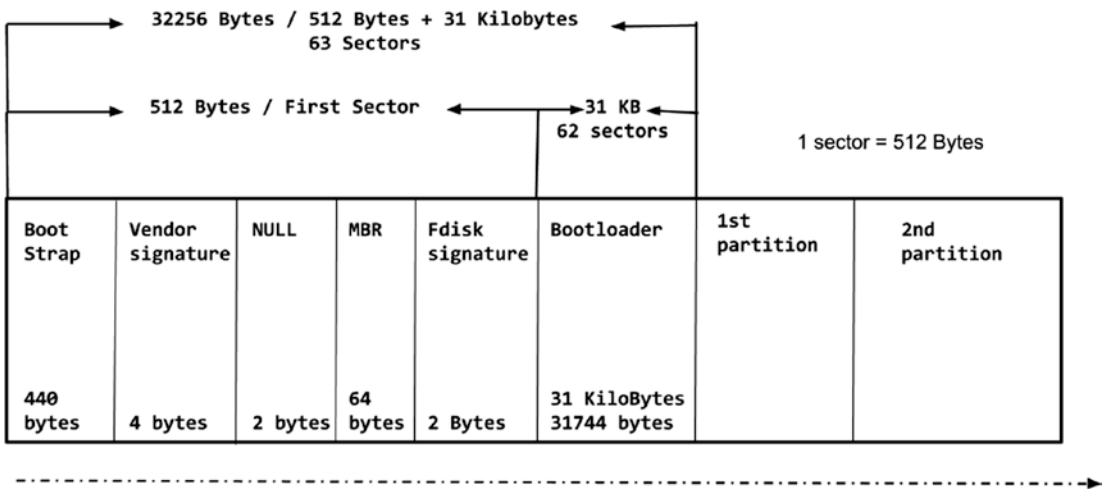 32256 Bytes / 512 Bytes + 31 Kilobytes
63 Sectors
512 Bytes / First Sector
31 KB
62 sectors
1 sector = 512 Bytes
Boot
Strap
Vendor
signature
NULL
MBR
Fdisk
signature
Bootloader
1st
partition
2nd
partition
440
bytes
4 bytes
2 bytes
64
bytes
2 Bytes
31 KiloBytes
31744 bytes